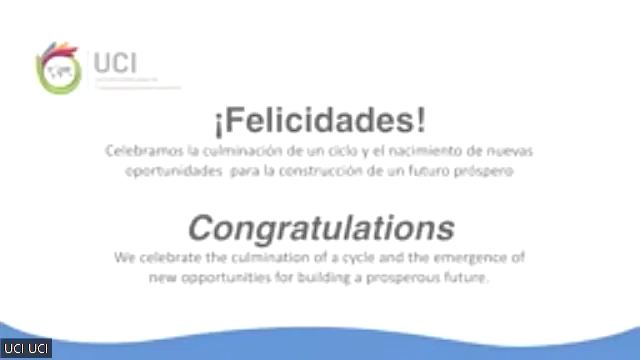 UCI
¡Felicidades!
Celebramos la culminación de un ciclo y el nacimiento de nuevas
oportunidades para la construcción de un futuro próspero
Congratulations
We celebrate the culmination of a cycle and the emergence of
new opportunities for building a prosperous future.
UCI UCI